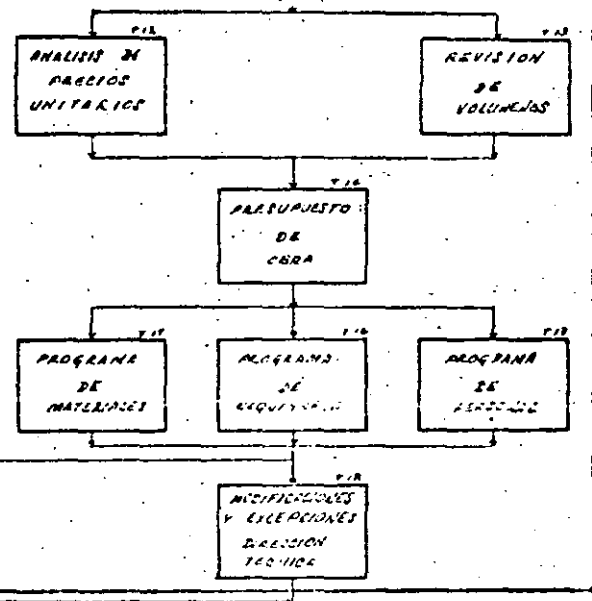 ANALISIS DE
PRECIOS
UNITARIOS
REVISION
DE
VOLUMENOS
PRESUPUESTO
DE
OBRA
PROGRAMA
DE
MATERIALES
PROGRAMA
DE
PROGRAMA
DE
MODIFICACIONES
Y EXCEPCIONES
DIRECCION
TECNICA